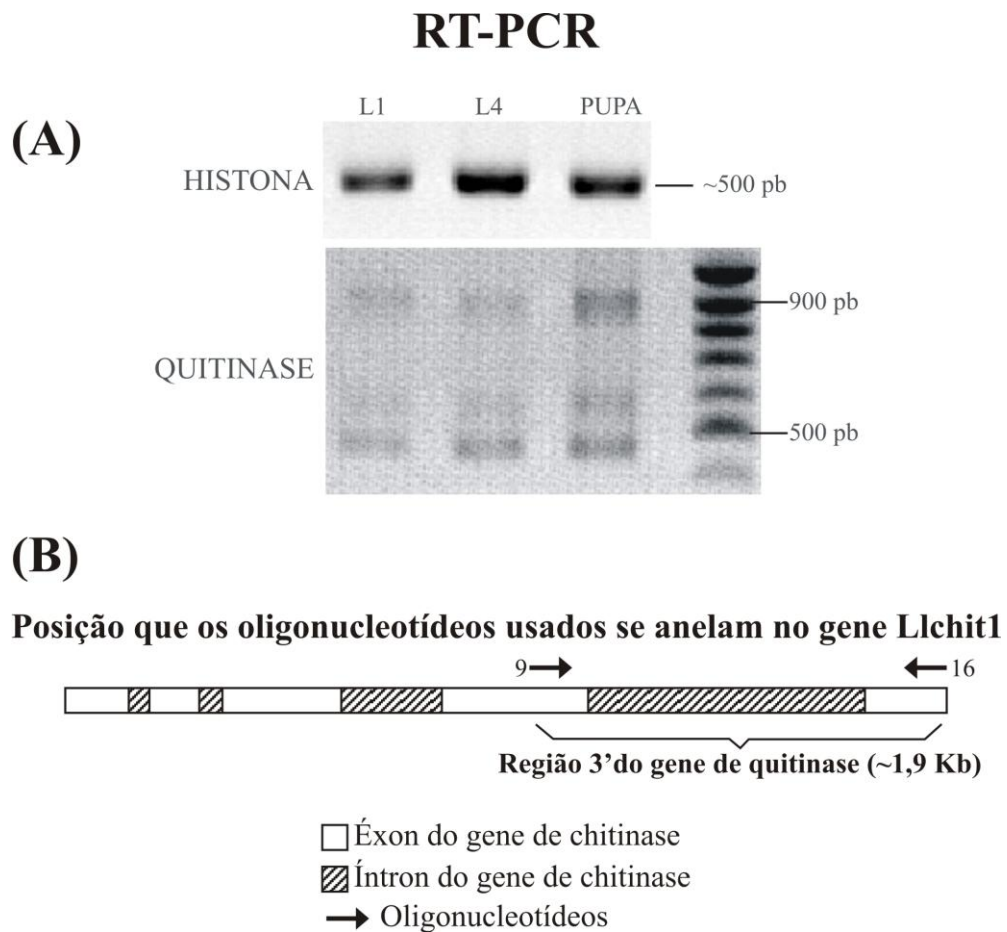 RT-PCR
L1 L4 PUPA
(A)
HISTONA
~500 pb
900 pb
QUITINASE
500 pb
(B)
Posição que os oligonucleotídeos usados se anelam no gene Llchit1
9 16
Região 3’do gene de quitinase (~1,9 Kb)
Éxon do gene de chitinase
Íntron do gene de chitinase
Oligonucleotídeos